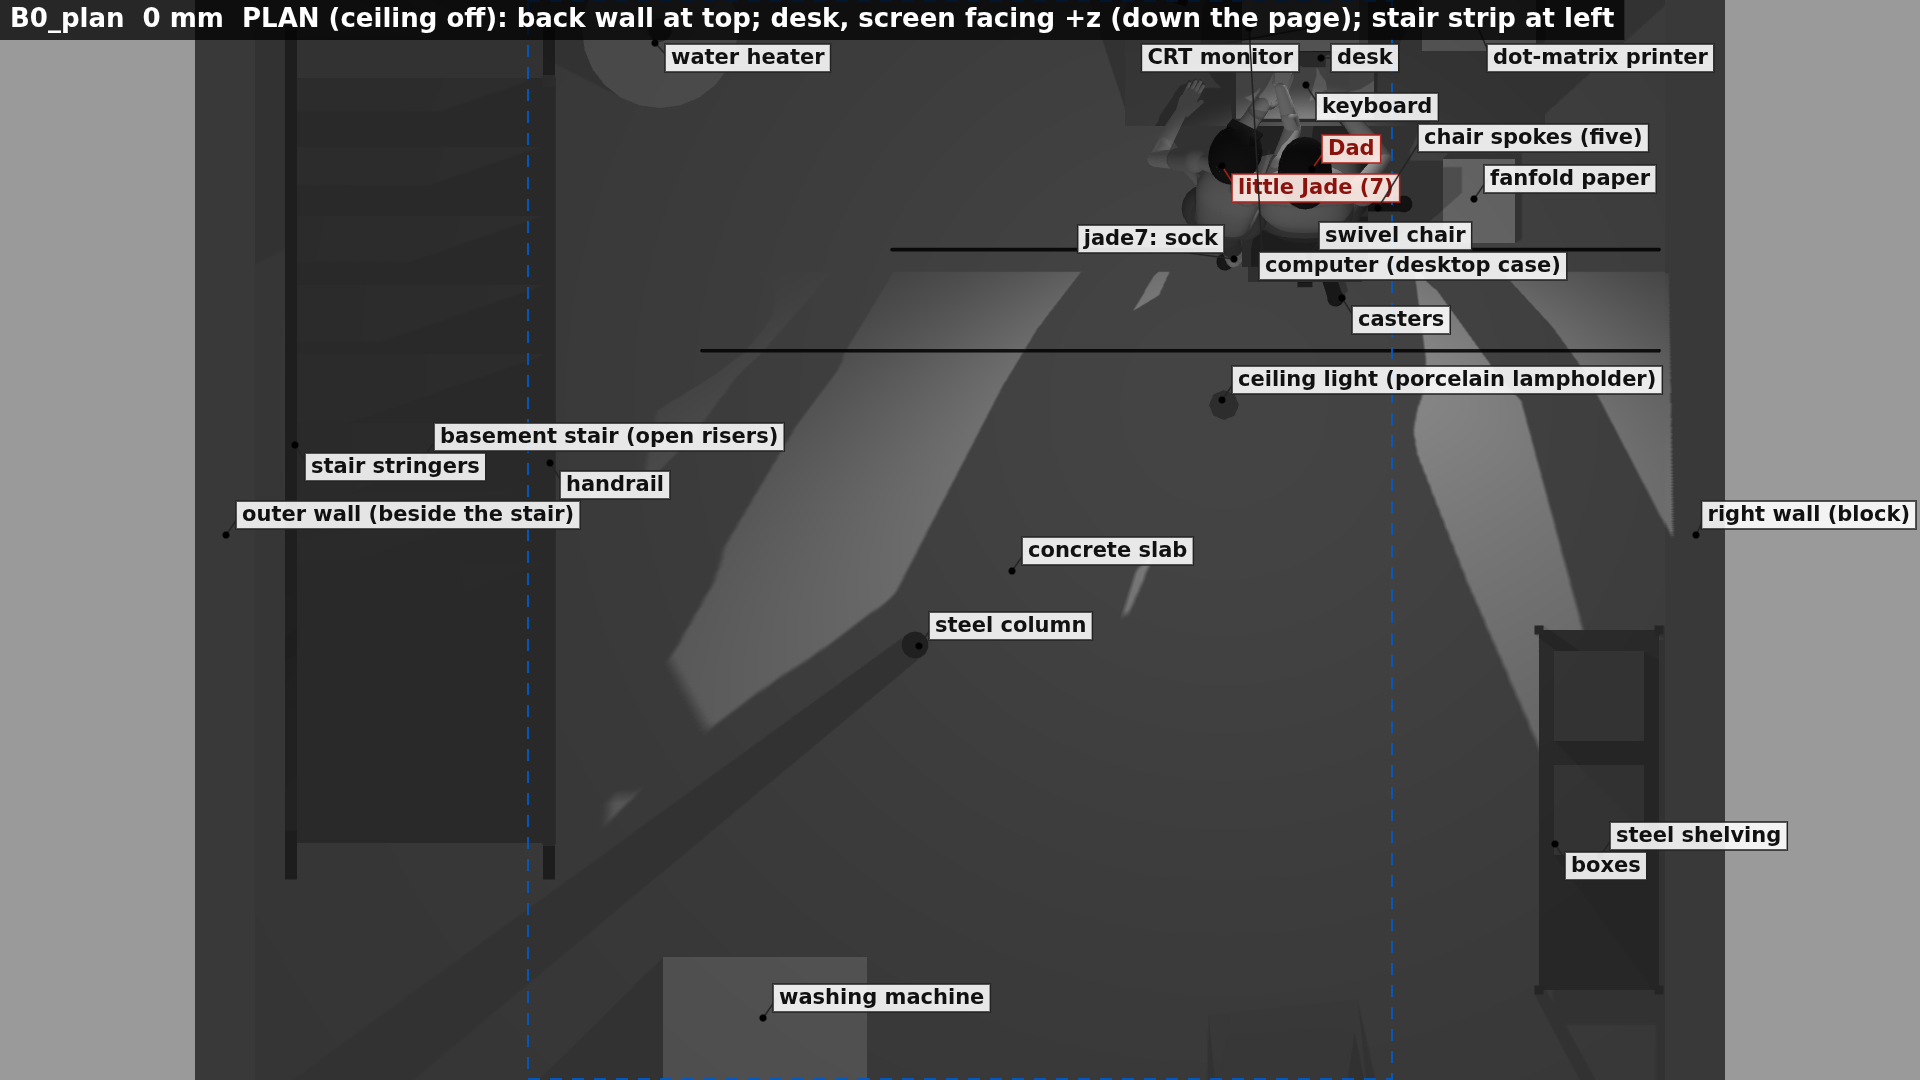 B0_plan 0 mm PLAN (ceiling off): back wall at top; desk, screen facing +z (down the page); stair strip at left
water heater
CRT monitor
desk
dot-matrix printer
keyboard
chair spokes (five)
Dad
fanfold paper
little Jade (7)
jade7: sock
swivel chair
computer (desktop case)
casters
ceiling light (porcelain lampholder)
basement stair (open risers)
stair stringers
handrail
outer wall (beside the stair)
right wall (block)
concrete slab
steel column
steel shelving
boxes
washing machine